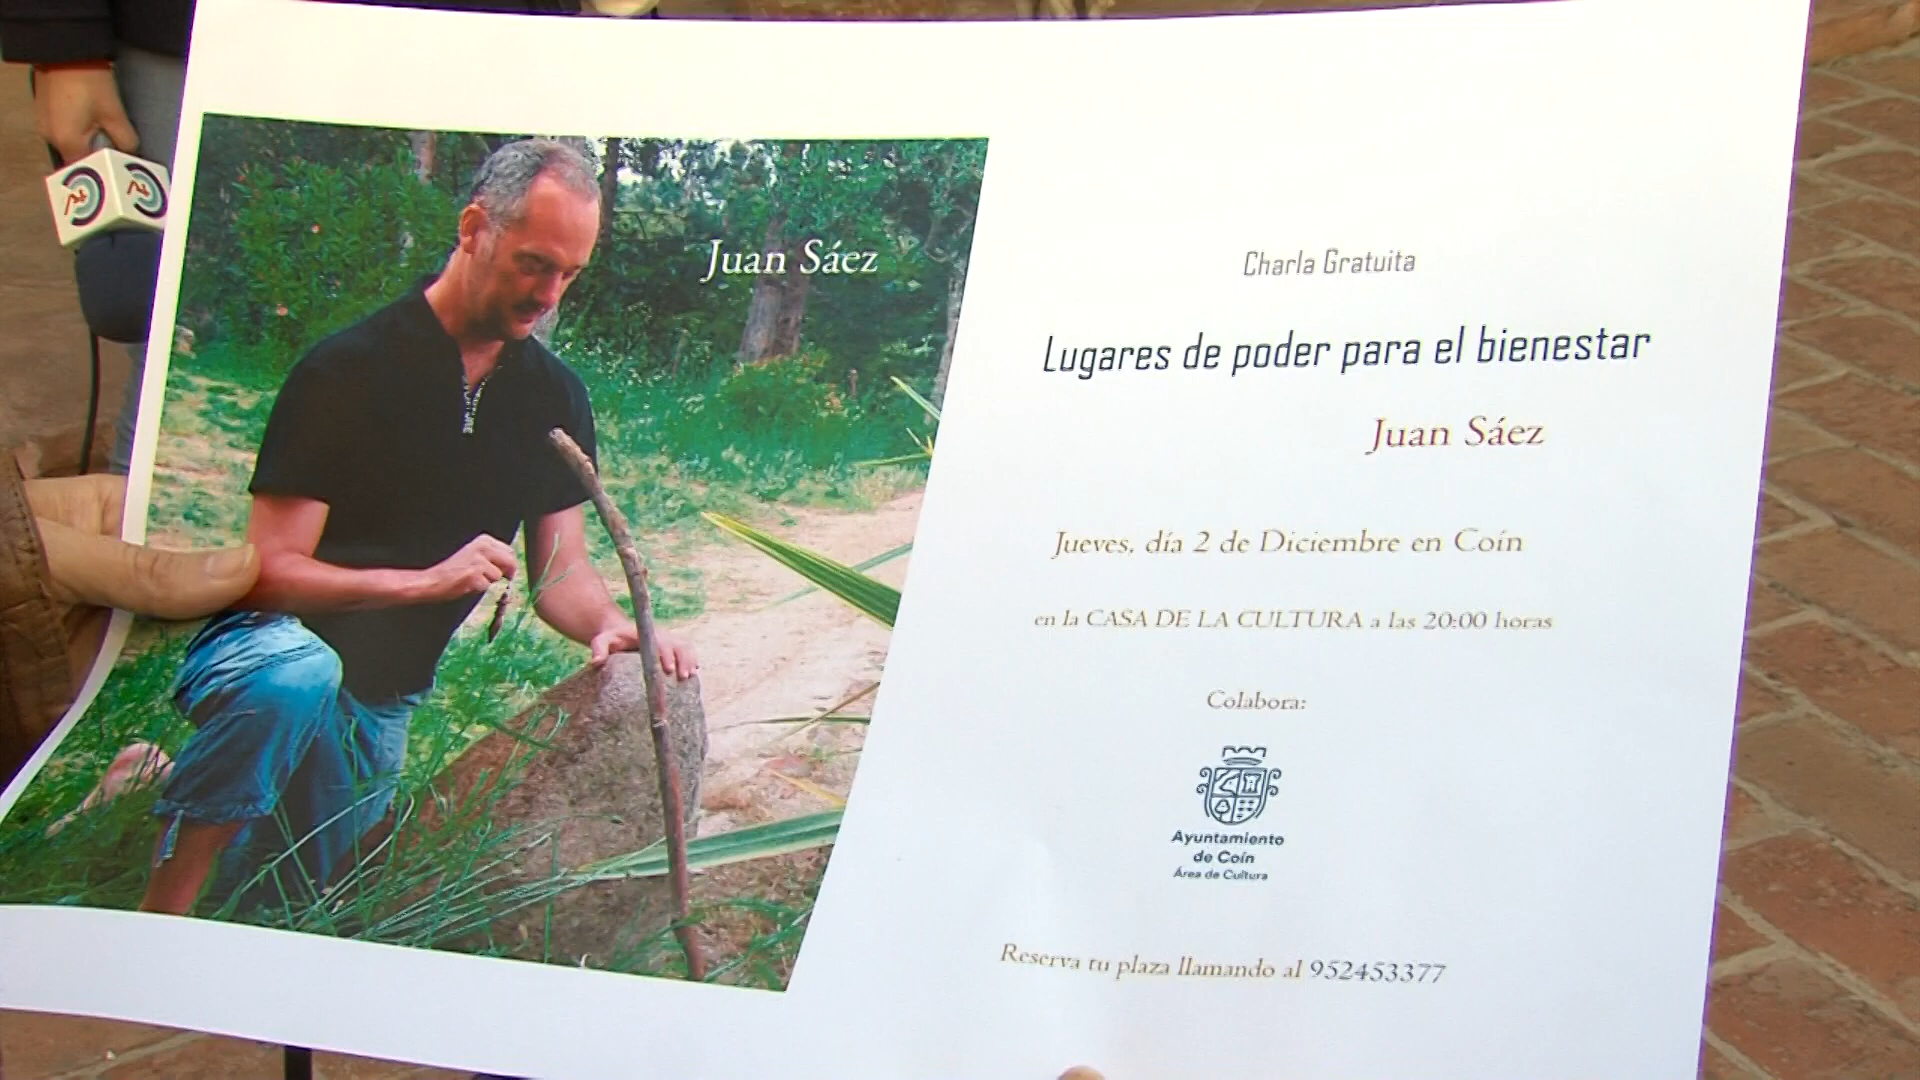 Juan Sáez
Charla Gratuita
Lugares de poder para el bienestar
Juan Sáez
Jueves, día 2 de Diciembre en Coín
en la CASA DE LA CULTURA a las 20:00 horas
Colabora:
Ayuntamiento
de Coín
Área de Cultura
Reserva tu plaza llamando al 952453377